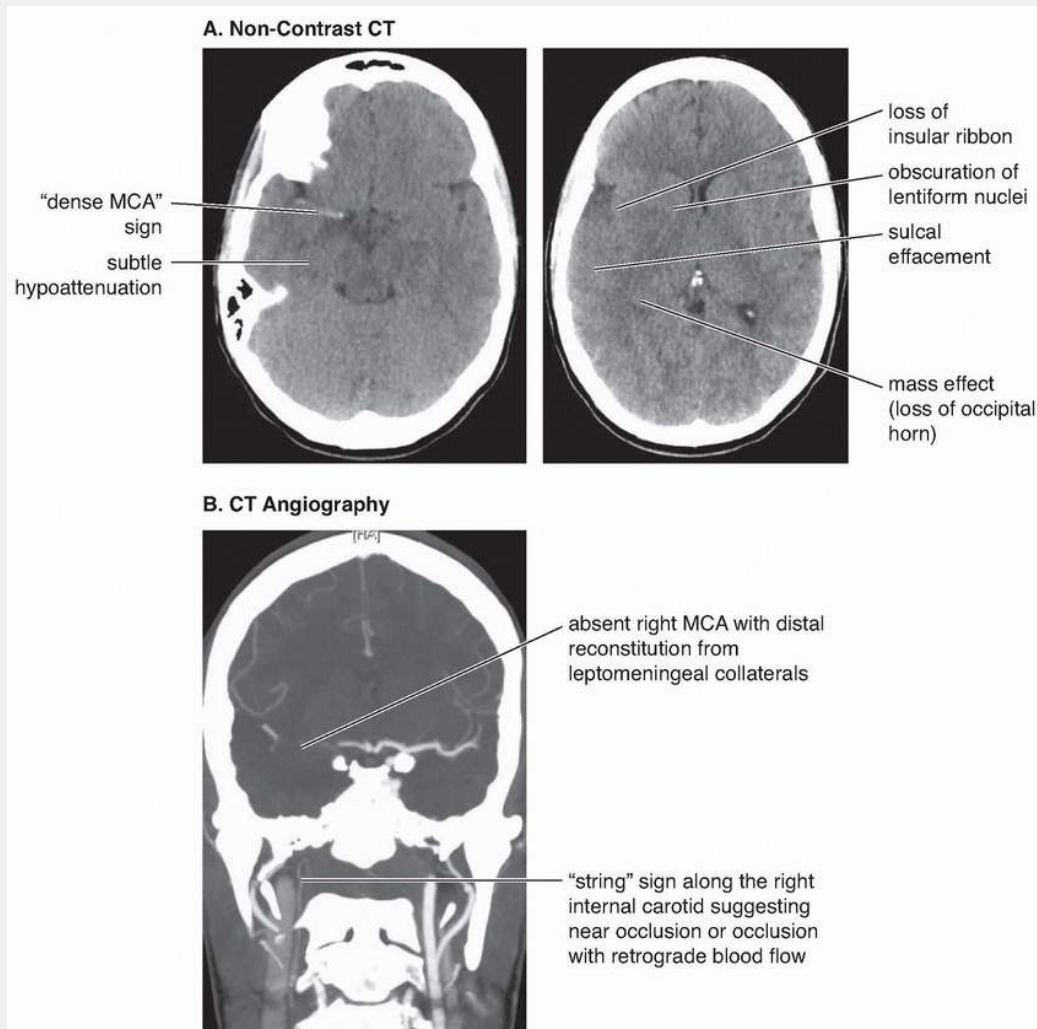 A. Non-Contrast CT
"dense MCA"
sign
subtle
hypoattenuation
loss of
insular ribbon
obscuration of
lentiform nuclei
sulcal
effacement
mass effect
(loss of occipital
horn)
B. CT Angiography
[HA]
absent right MCA with distal
reconstitution from
leptomeningeal collaterals
"string" sign along the right
internal carotid suggesting
near occlusion or occlusion
with retrograde blood flow